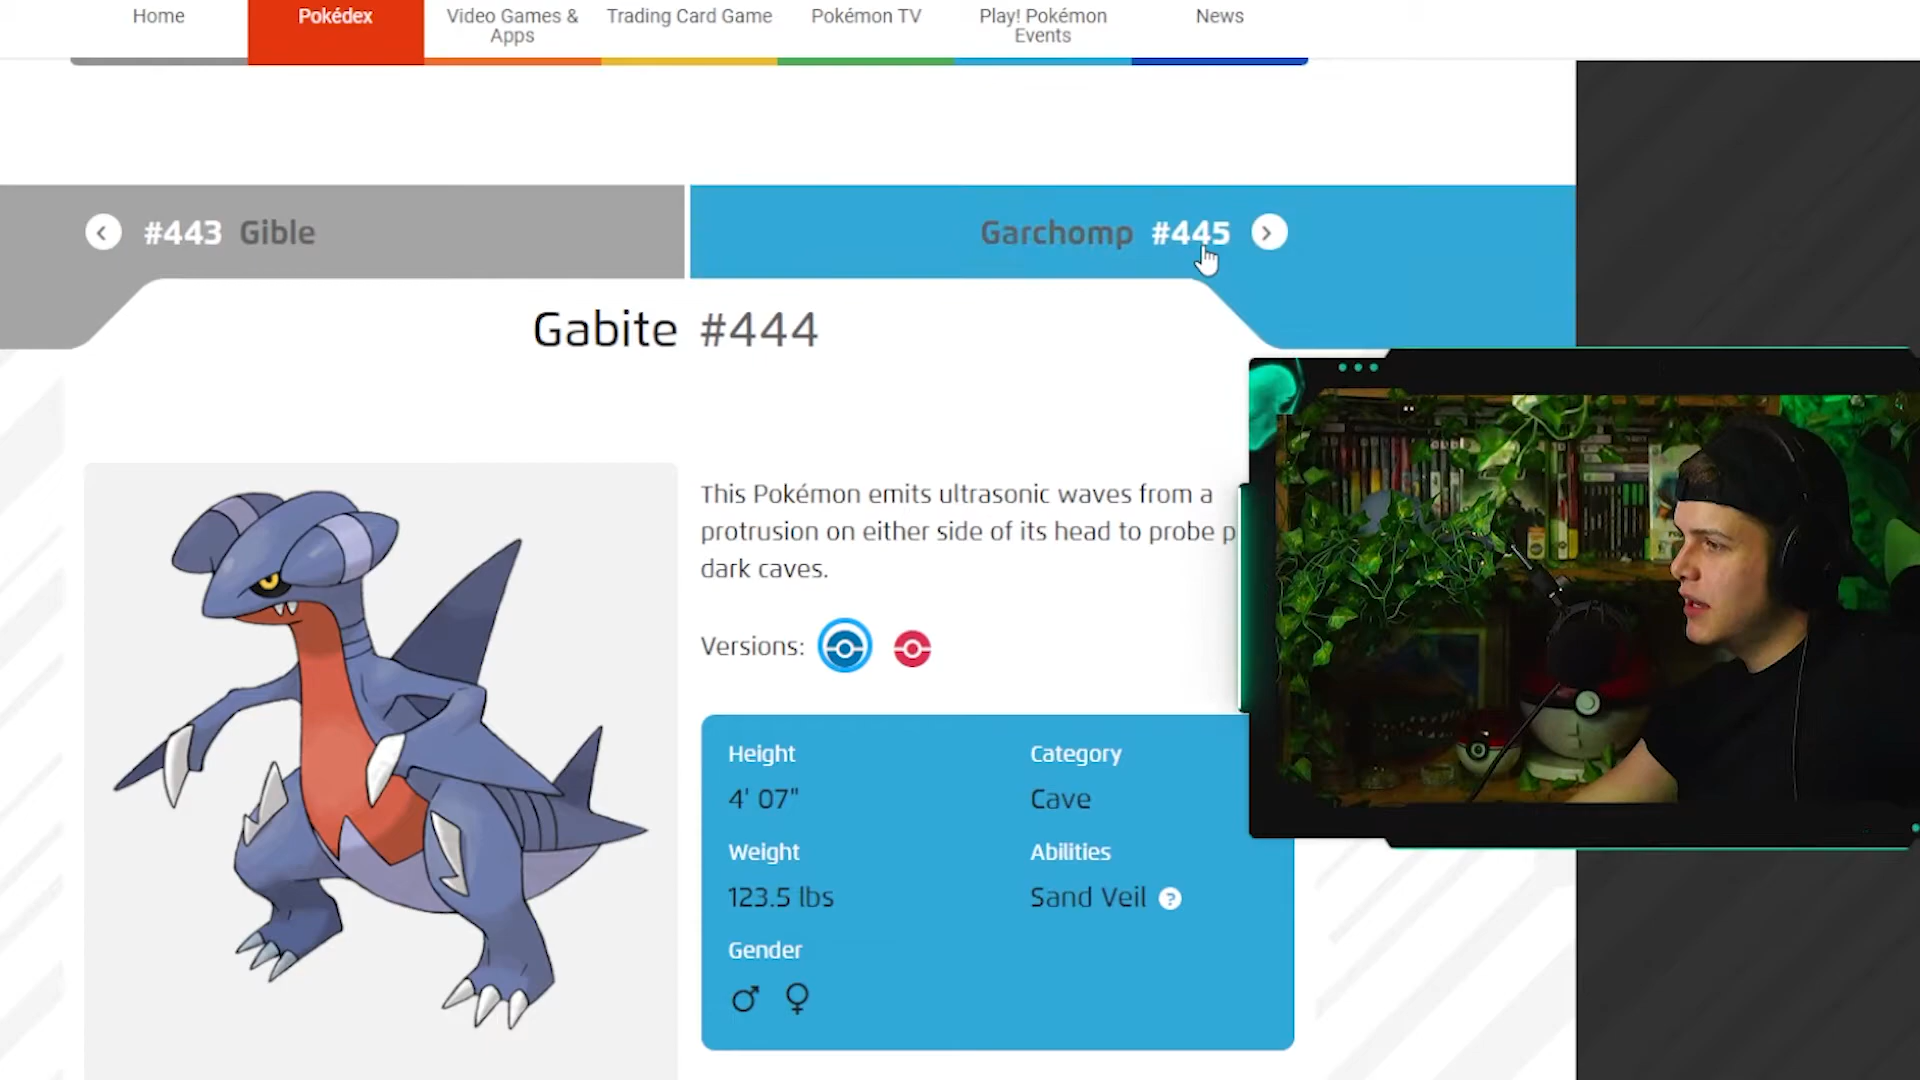 Home
Pokédex
Video Games &
Apps
Trading Card Game
Pokémon TV
Play! Pokémon
Events
News
#443 Gible
Garchomp #445
Gabite #444
This Pokémon emits ultrasonic waves from a
protrusion on either side of its head to probe
dark caves.
Versions:
Height
4' 07"
Weight
123.5 lbs
Gender
Category
Cave
Abilities
Sand Veil ?